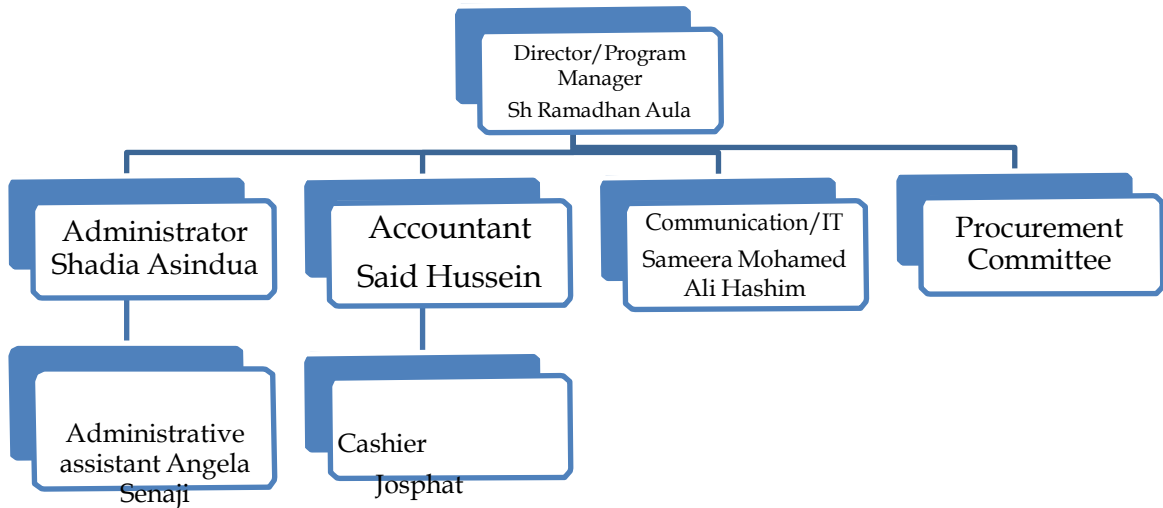 Director/Program
Manager
Sh Ramadhan Aula
Administrator
Shadia Asindua
Accountant
Said Hussein
Communication/IT
Sameera Mohamed
Ali Hashim
Procurement
Committee
Administrative
assistant Angela
Senaji
Cashier
Josphat